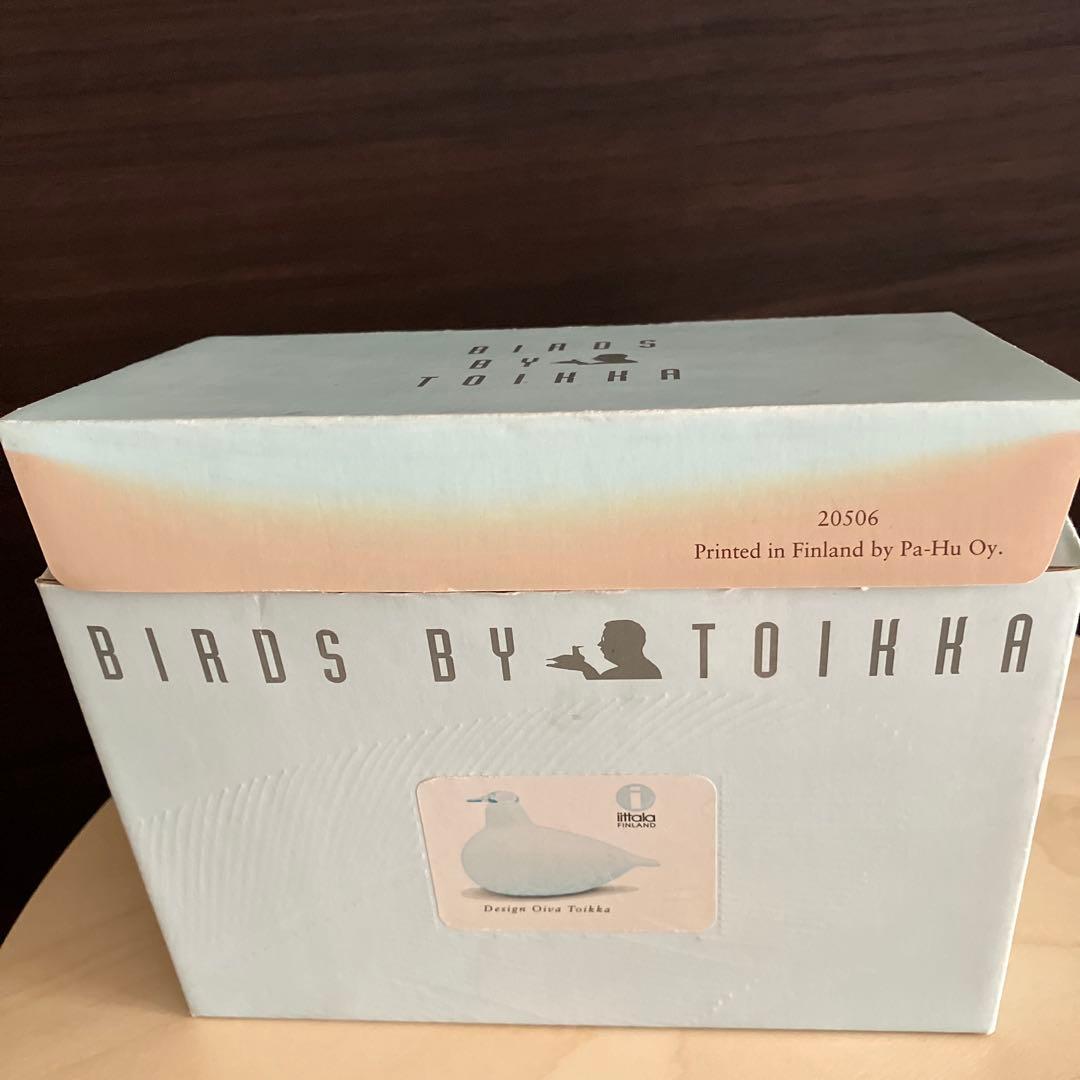 BIRDS
BY
TOIKKA
20506
Printed in Finland by Pa-Hu Oy.
BIRDS BY TOIKKA
i
iittala
FINLAND
Design Oiva Toikka